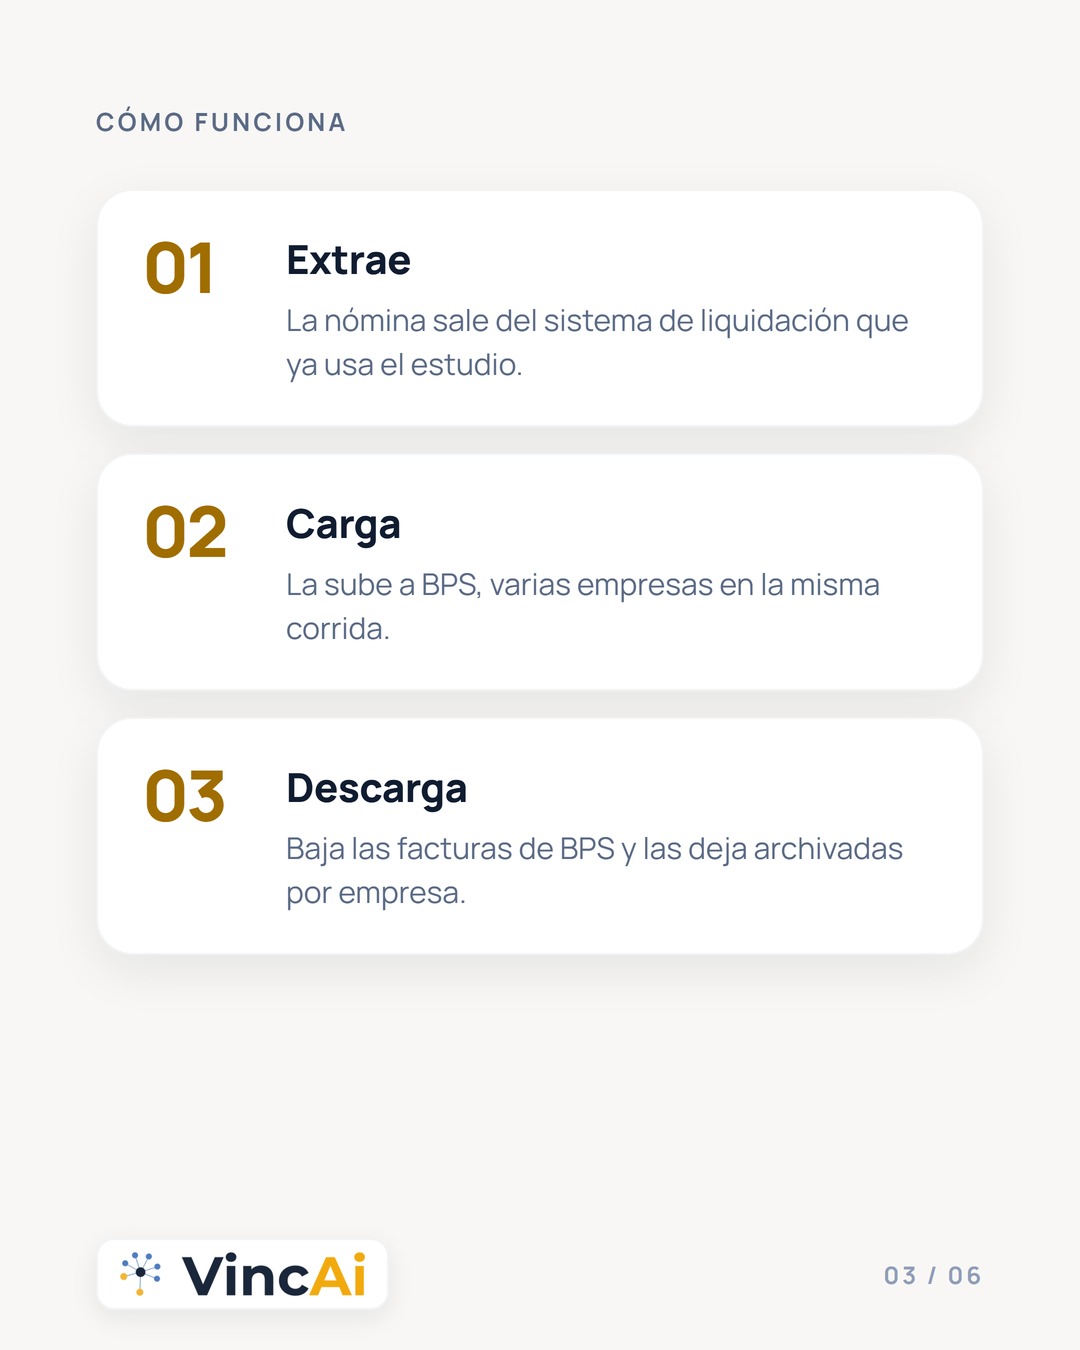 CÓMO FUNCIONA
01
Extrae
La nómina sale del sistema de liquidación que
ya usa el estudio.
02
Carga
La sube a BPS, varias empresas en la misma
corrida.
03
Descarga
Baja las facturas de BPS y las deja archivadas
por empresa.
VincAi
03 / 06